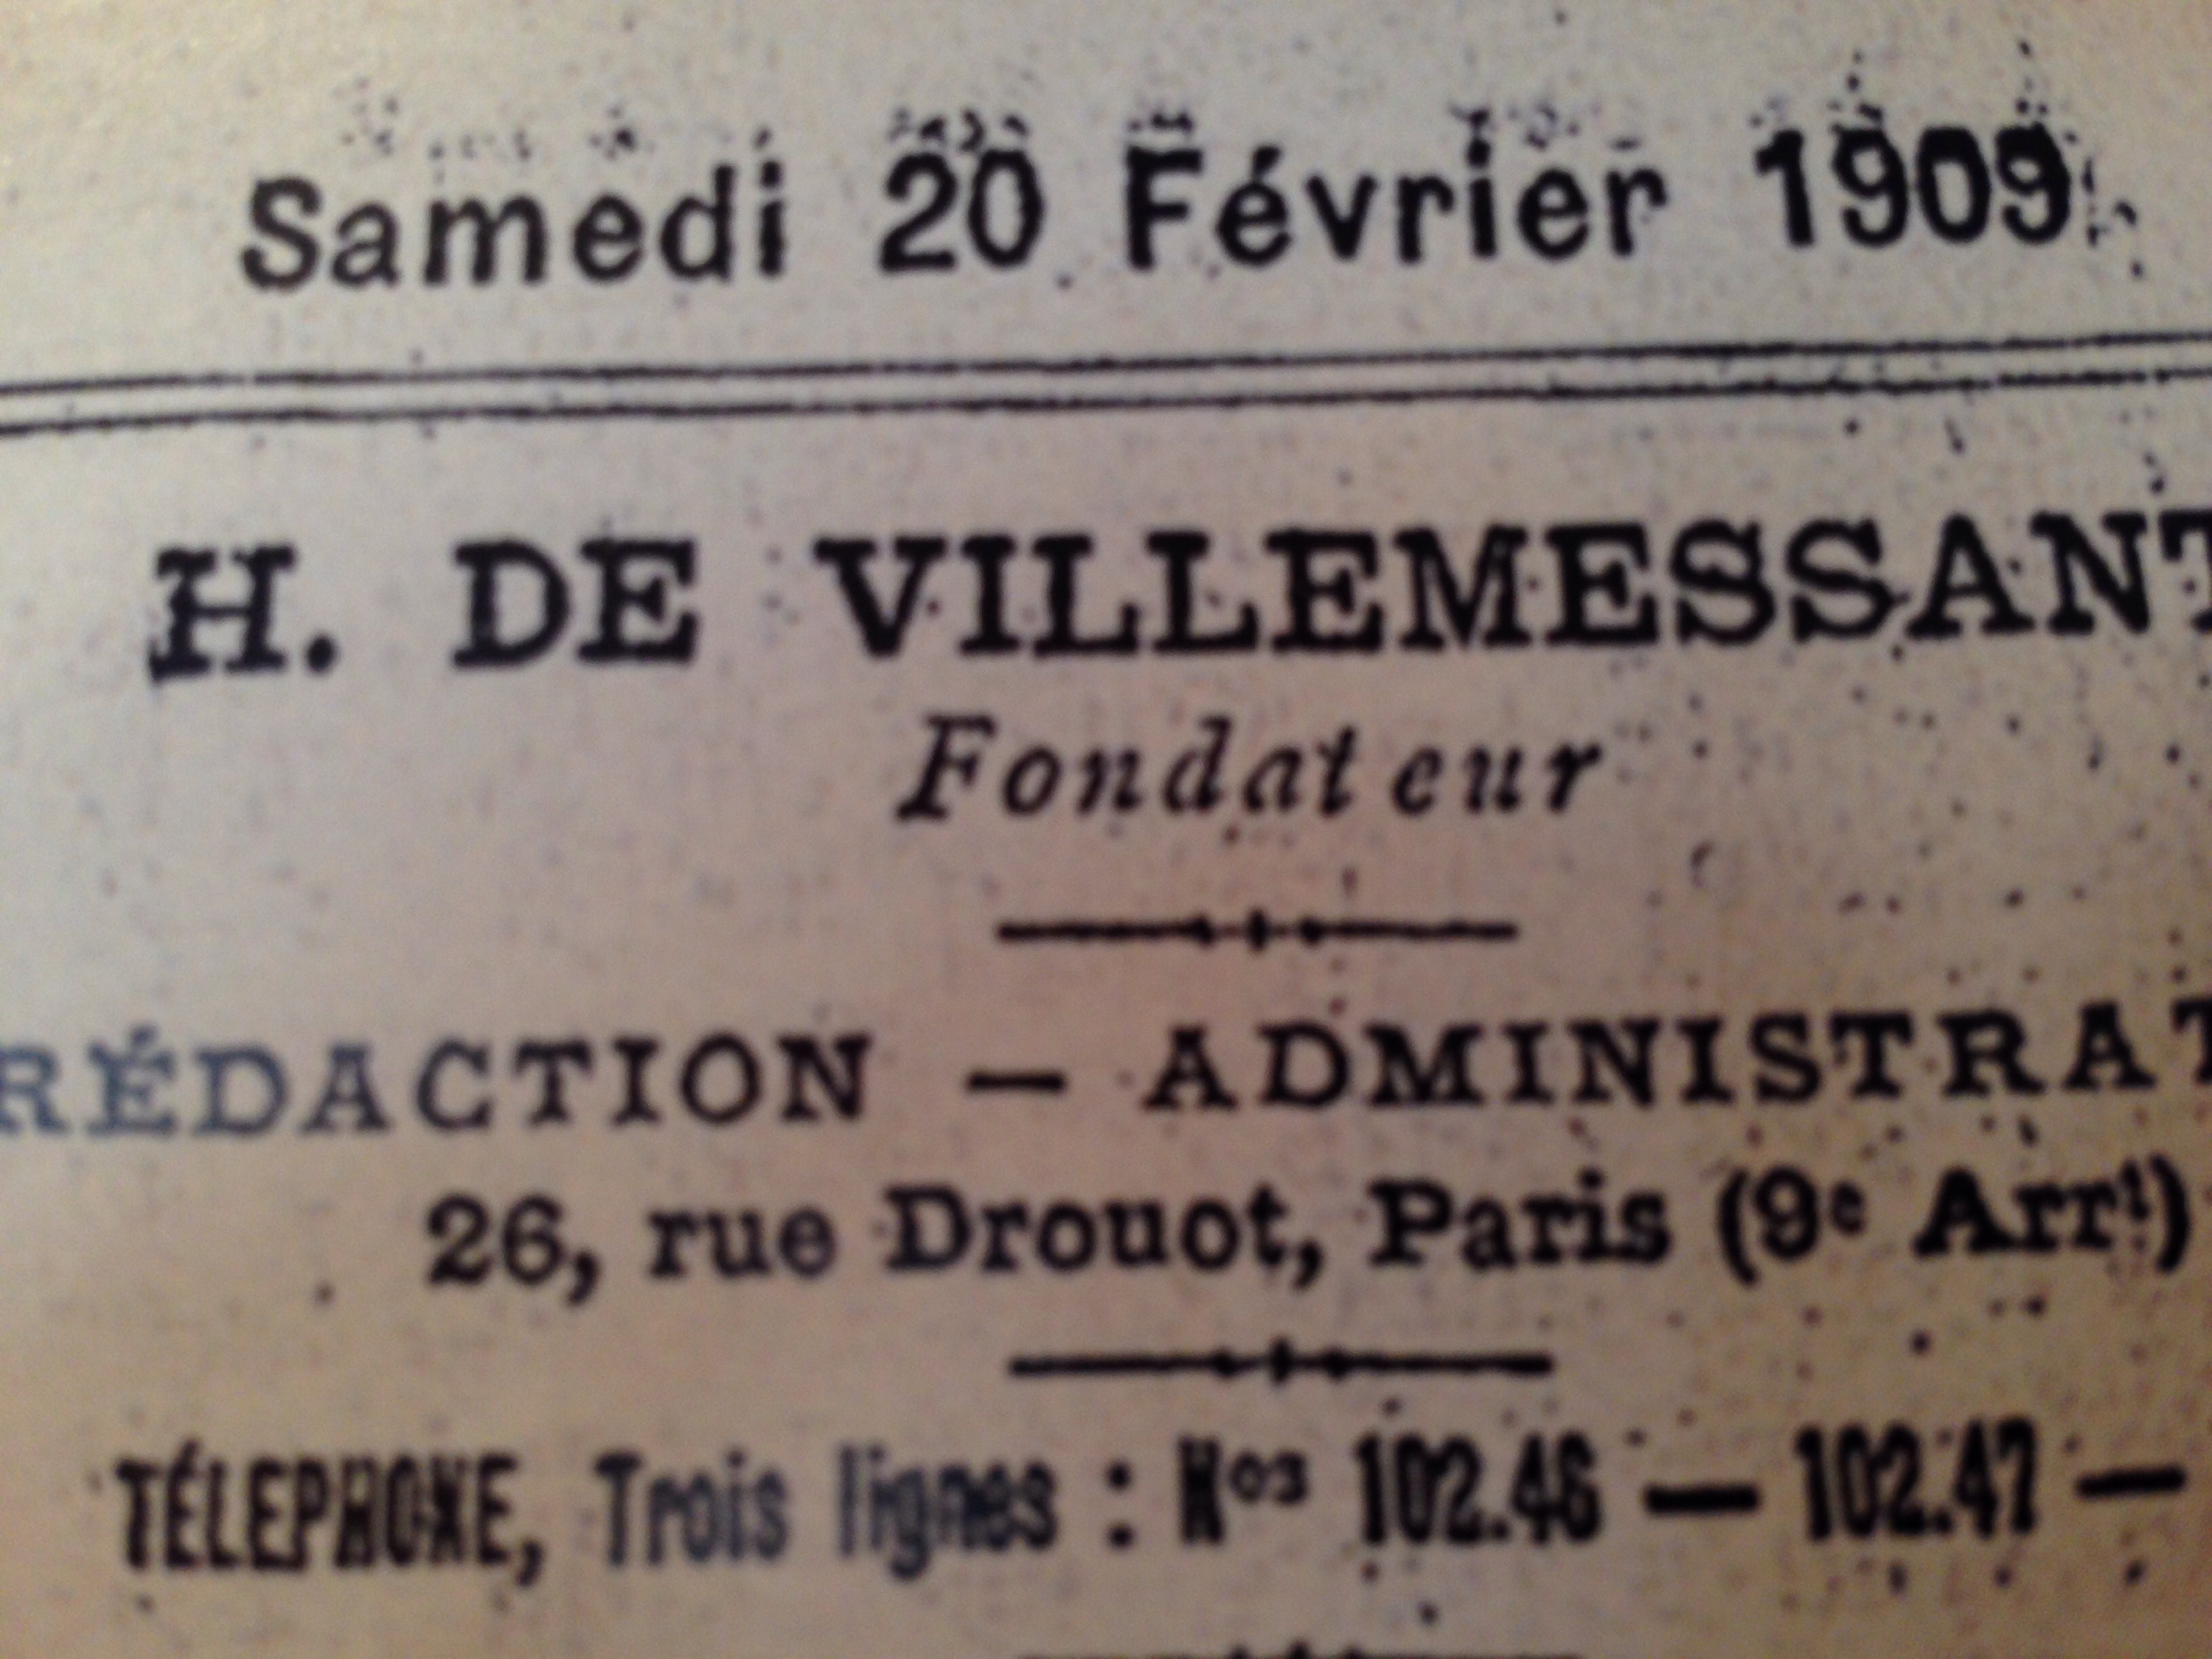 Samedi 20 Février 1909
H. DE VILLEMESSANT
Fondateur
RÉDACTION — ADMINISTRAT
26, rue Drouot, Paris (9e Arrt)
TÉLEPHONE, Trois lignes : Nos 102.46 — 102.47 —